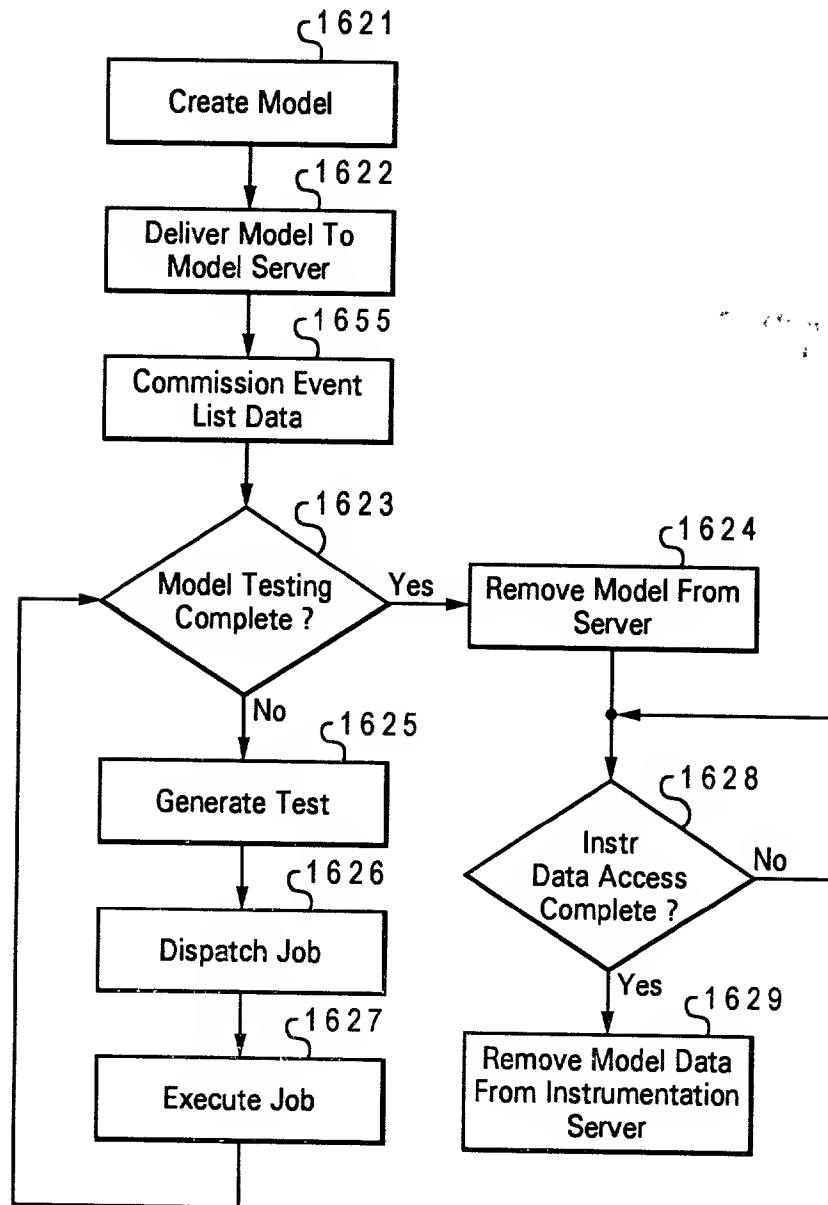 1621
Create Model
1622
Deliver Model To
Model Server
1655
Commission Event
List Data
1623
Model Testing
Complete ?
Yes
No
1624
Remove Model From
Server
1625
Generate Test
1626
Dispatch Job
1627
Execute Job
1628
Instr
Data Access
Complete ?
No
Yes
1629
Remove Model Data
From Instrumentation
Server